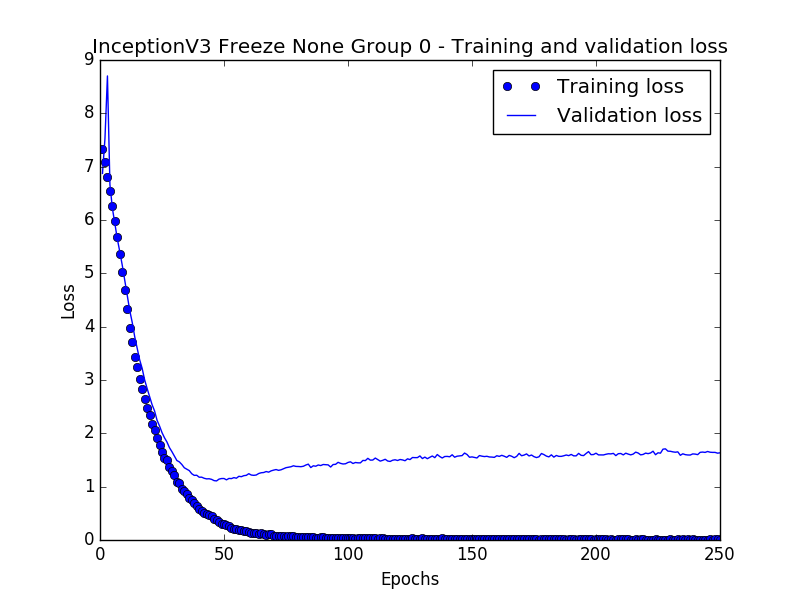 InceptionV3 Freeze None Group 0 - Training and validation loss
Training loss
Validation loss
9
8
7
6
5
4
3
2
1
0
Loss
0 50 100 150 200 250
Epochs